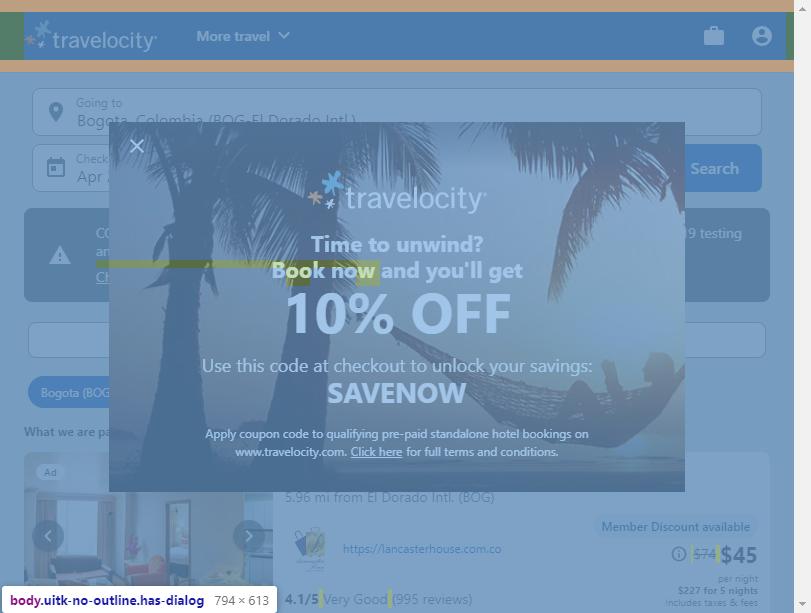 travelocity
More travel
Going to
Bogota, Colombia (BOG-El Dorado Intl.)
Check
Apr
Search
travelocity
Time to unwind?
Book now and you'll get
10% OFF
Use this code at checkout to unlock your savings:
SAVENOW
Apply coupon code to qualifying pre-paid standalone hotel bookings on
www.travelocity.com. Click here for full terms and conditions.
CO
19 testing
an
Ch
Bogota (BOG
What we are pa
Ad
5.96 mi from El Dorado Intl. (BOG)
https://lancasterhouse.com.co
Member Discount available
per night
$74 $45
$227 for 5 nights
includes taxes & fees
4.1/5 Very Good (995 reviews)
body.uitk-no-outline.has-dialog 794 × 613